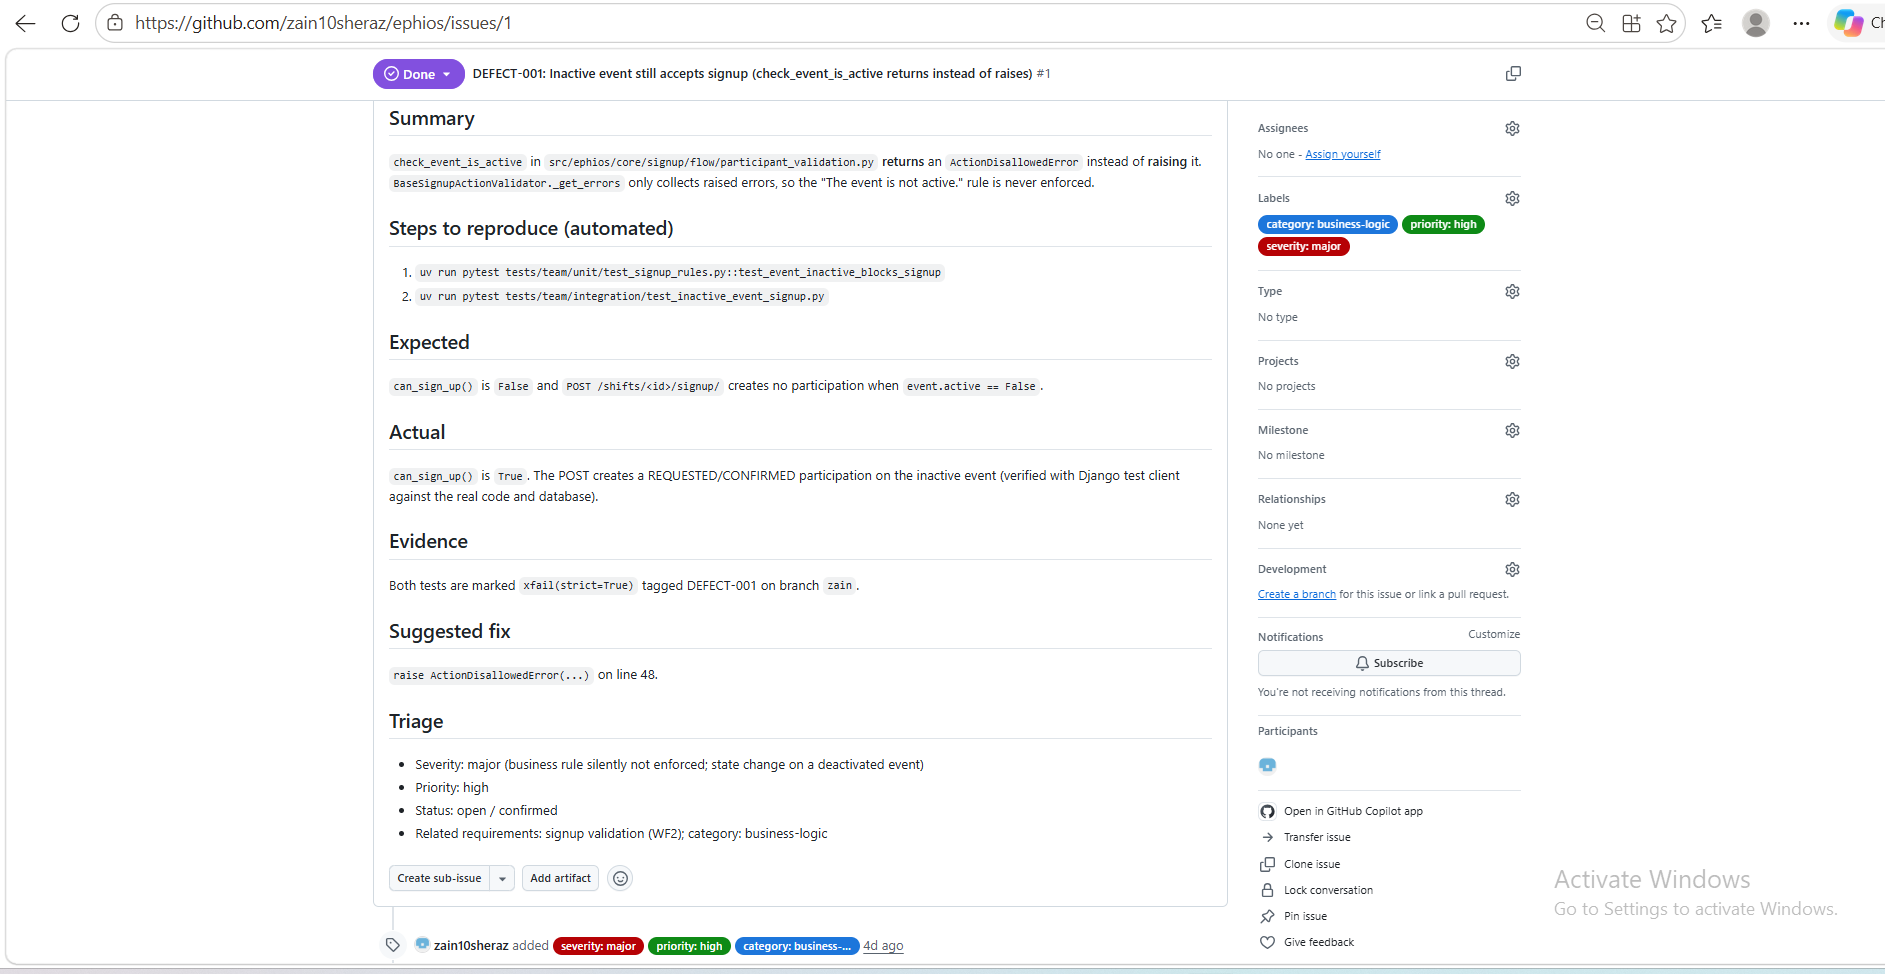 https://github.com/zain10sheraz/ephios/issues/1
Done
DEFECT-001: Inactive event still accepts signup (check_event_is_active returns instead of raises) #1
Summary
check_event_is_active in src/ephios/core/signup/flow/participant_validation.py returns an ActionDisallowedError instead of raising it.
BaseSignupActionValidator._get_errors only collects raised errors, so the "The event is not active." rule is never enforced.
Steps to reproduce (automated)
1. uv run pytest tests/team/unit/test_signup_rules.py::test_event_inactive_blocks_signup
2. uv run pytest tests/team/integration/test_inactive_event_signup.py
Expected
can_sign_up() is False and POST /shifts/<id>/signup/ creates no participation when event.active == False.
Actual
can_sign_up() is True. The POST creates a REQUESTED/CONFIRMED participation on the inactive event (verified with Django test client
against the real code and database).
Evidence
Both tests are marked xfail(strict=True) tagged DEFECT-001 on branch zain.
Suggested fix
raise ActionDisallowedError(...) on line 48.
Triage
• Severity: major (business rule silently not enforced; state change on a deactivated event)
• Priority: high
• Status: open / confirmed
• Related requirements: signup validation (WF2); category: business-logic
Create sub-issue
Add artifact
zain10sheraz added severity: major priority: high category: business-... 4d ago
Assignees
No one - Assign yourself
Labels
category: business-logic priority: high
severity: major
Type
No type
Projects
No projects
Milestone
No milestone
Relationships
None yet
Development
Create a branch for this issue or link a pull request.
Notifications
Customize
Subscribe
You're not receiving notifications from this thread.
Participants
Open in GitHub Copilot app
Transfer issue
Clone issue
Lock conversation
Pin issue
Give feedback
Activate Windows
Go to Settings to activate Windows.